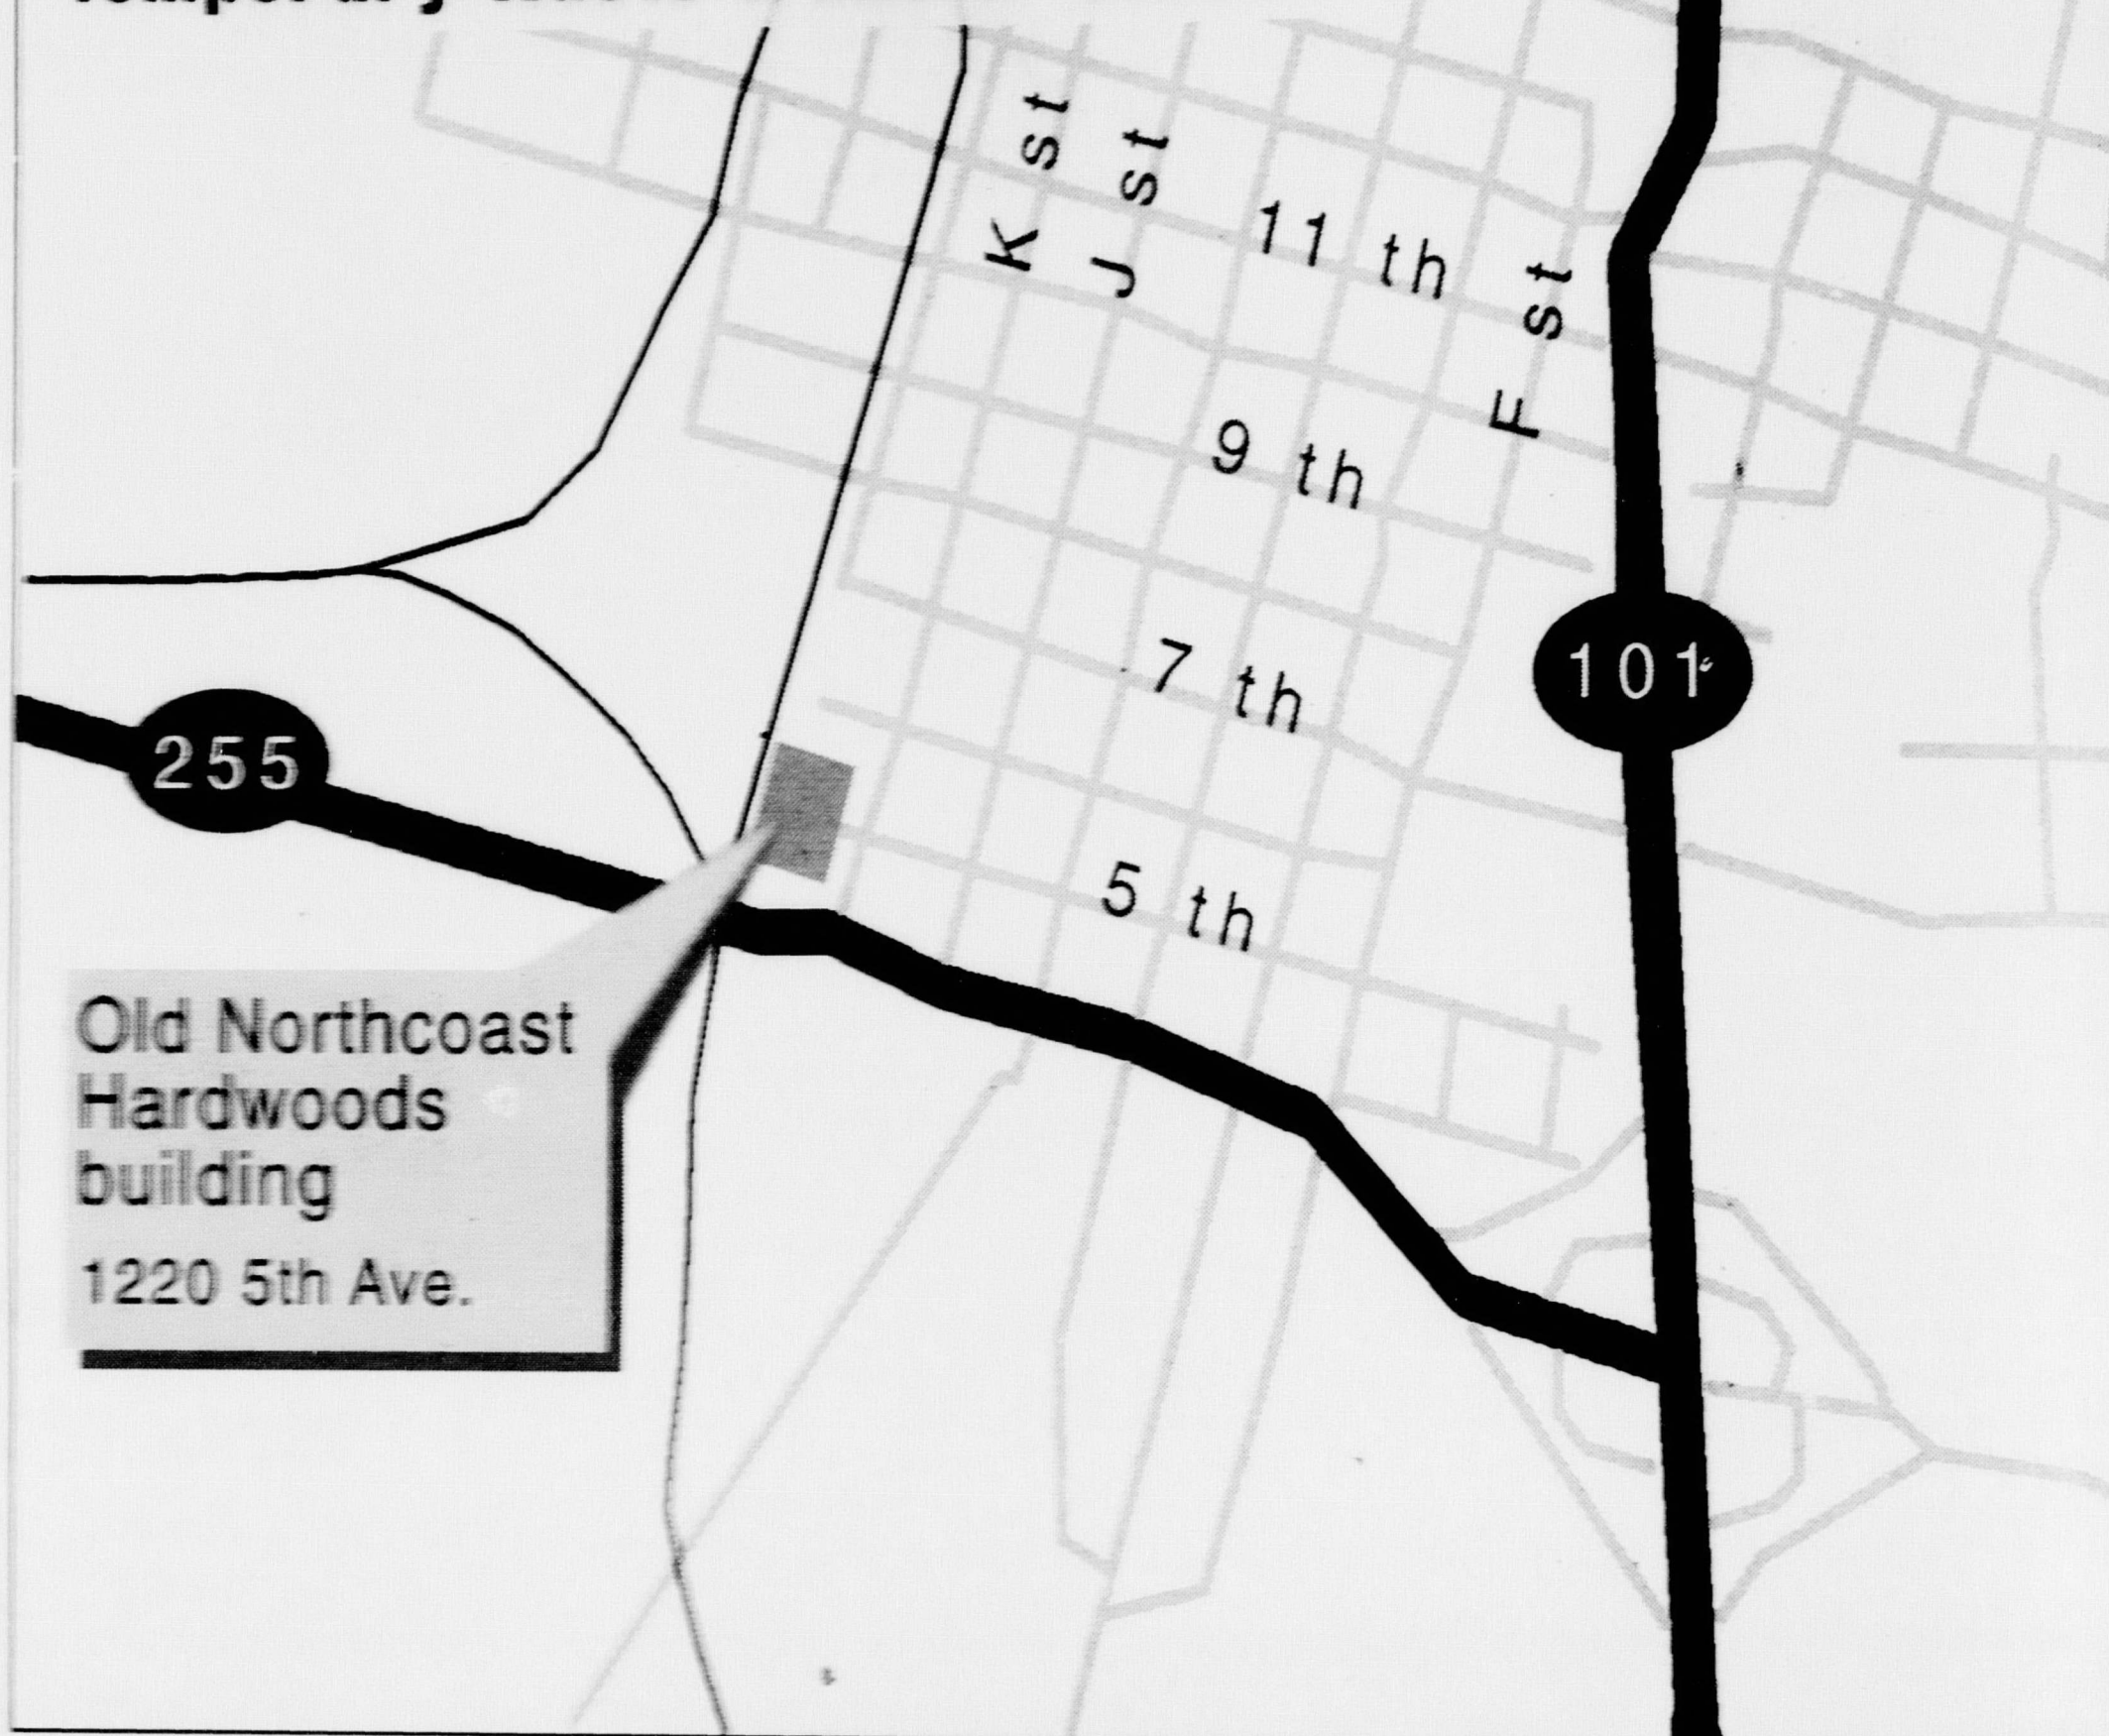 K st
J st
11 th
F st
9 th
7 th
101
255
5 th
Old Northcoast
Hardwoods
building
1220 5th Ave.